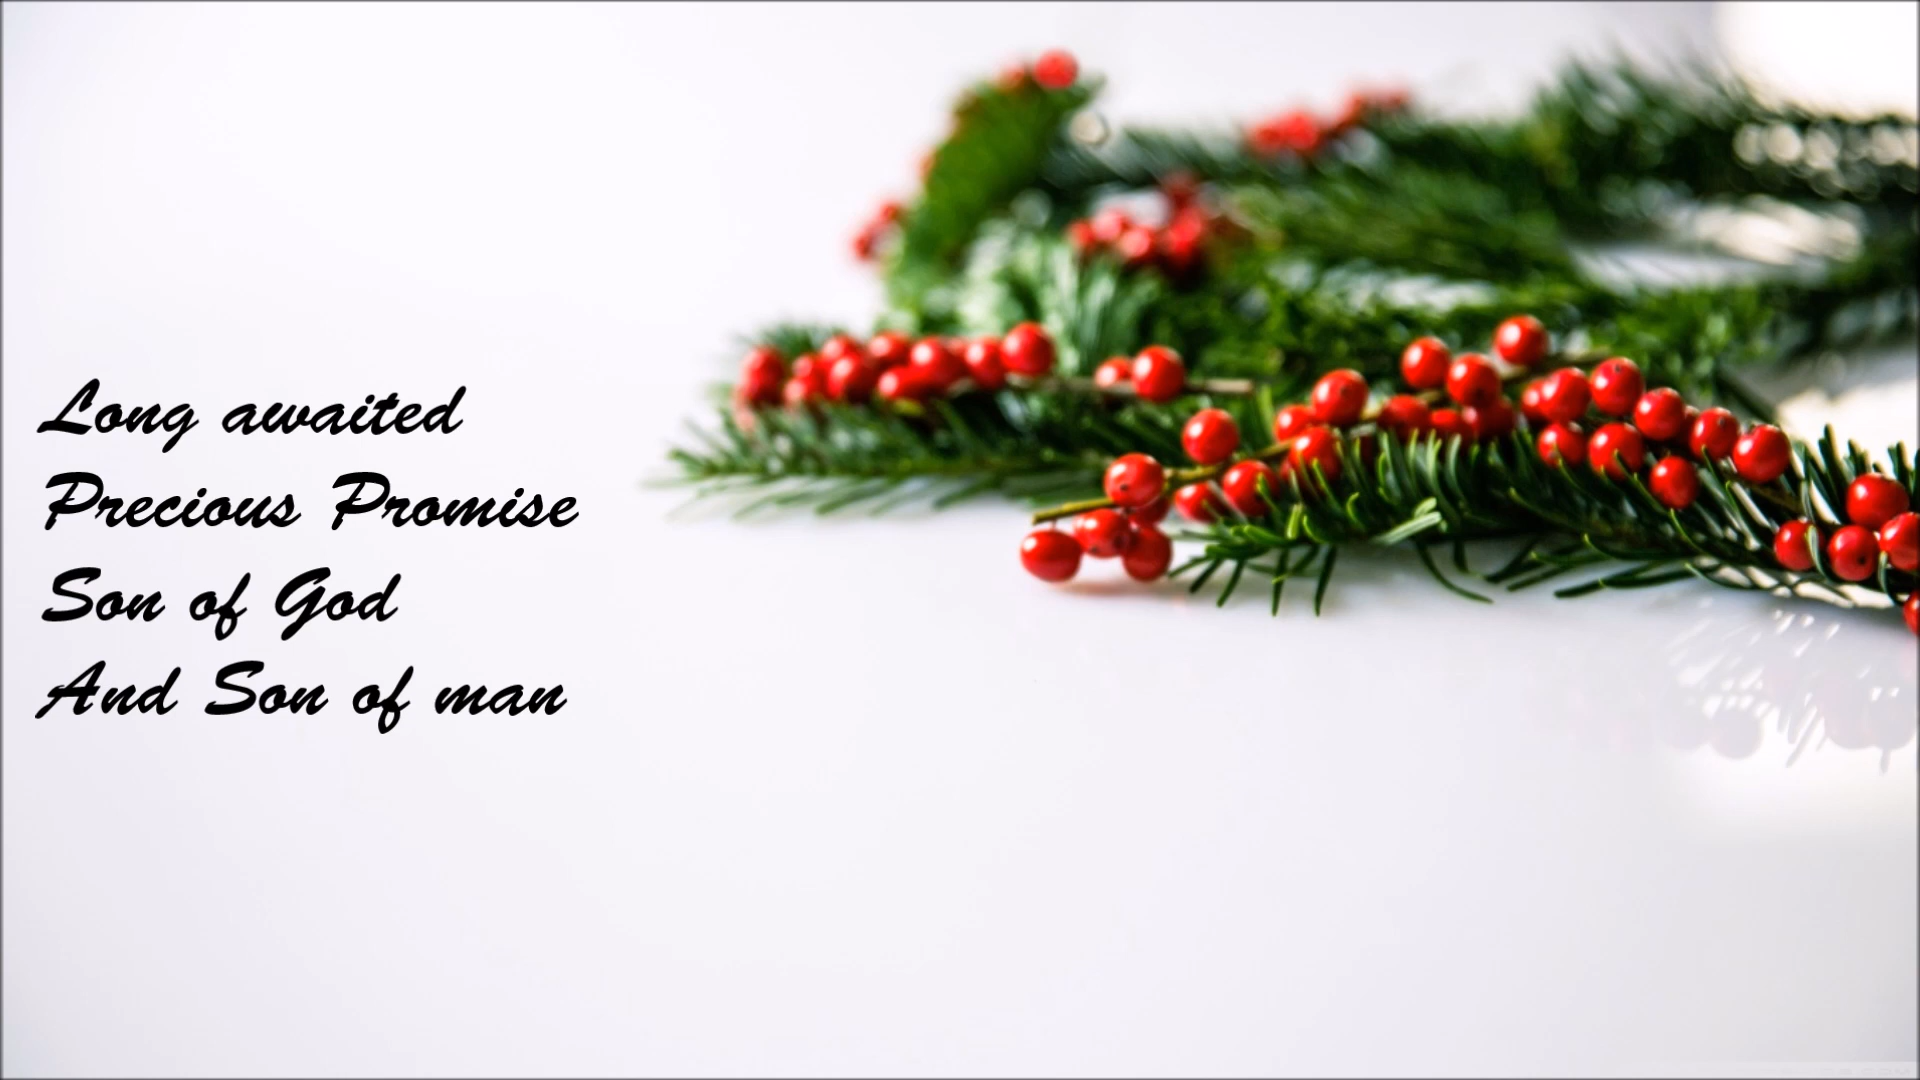 Long awaited
Precious Promise
Son of God
And Son of man